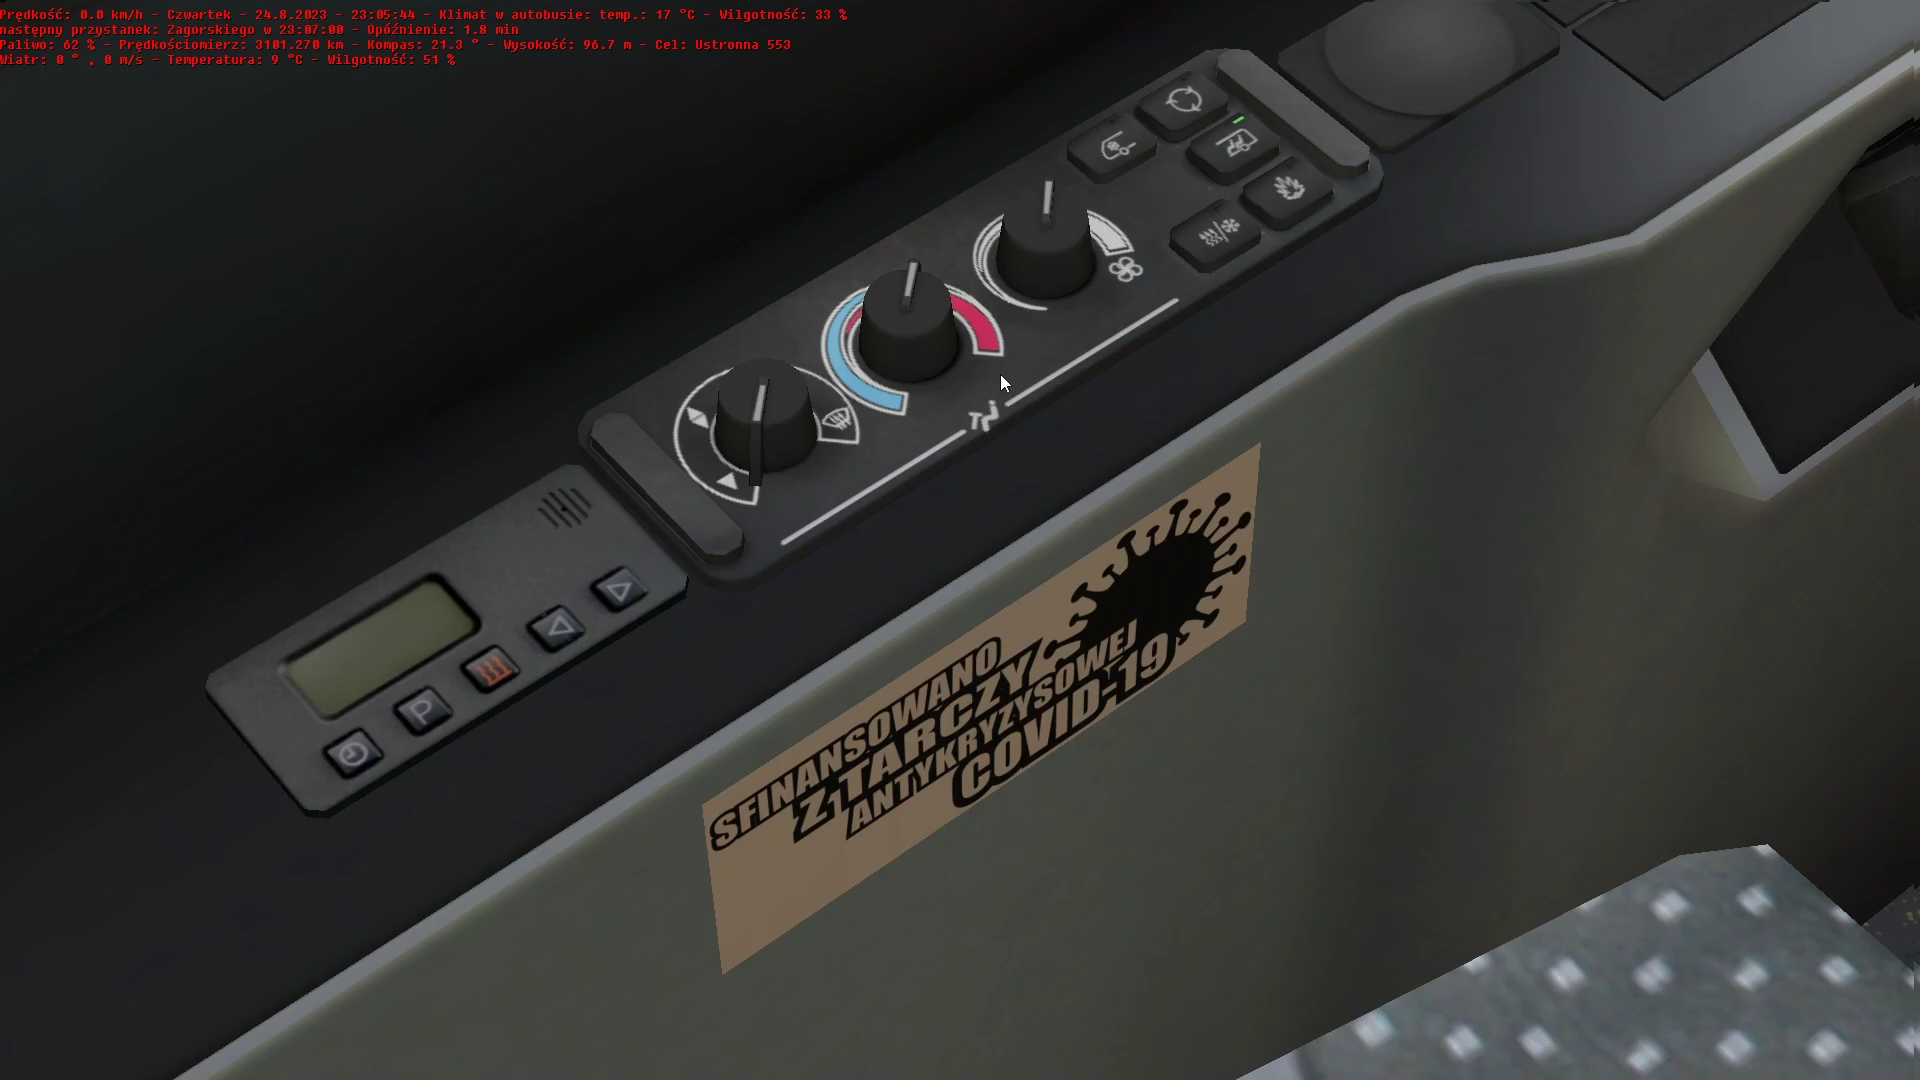 Prędkość: 0.0 km/h - Czwartek - 24.8.2023 - 23:05:44 - Klimat w autobusie: temp.: 17 °C - Wilgotność: 33 %
następny przystanek: Zagorskiego w 23:07:00 - Opóźnienie: 1.8 min
Paliwo: 62 % - Prędkościomierz: 3101.270 km - Kompas: 21.3 ° - Wysokość: 96.7 m - Cel: Ustronna 553
Wiatr: 0 ° , 0 m/s - Temperatura: 9 °C - Wilgotność: 51 %
P
SFINANSOWANO
Z TARCZY
ANTYKRYZYSOWEJ
COVID-19